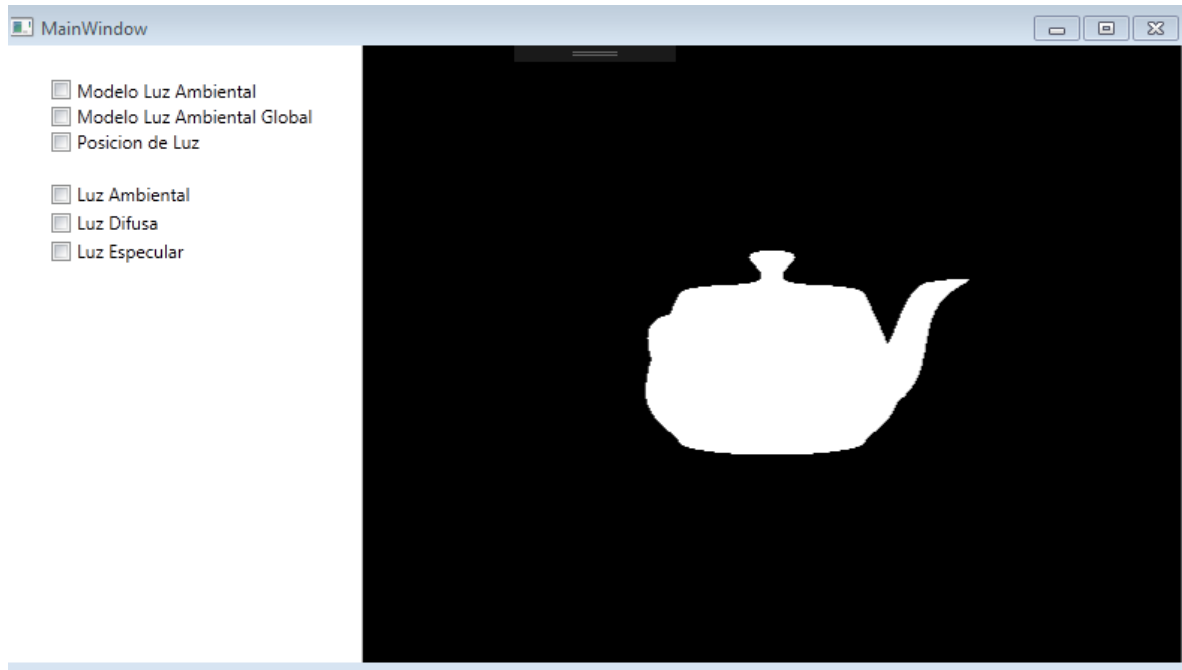 MainWindow
Modelo Luz Ambiental
Modelo Luz Ambiental Global
Posicion de Luz
Luz Ambiental
Luz Difusa
Luz Especular